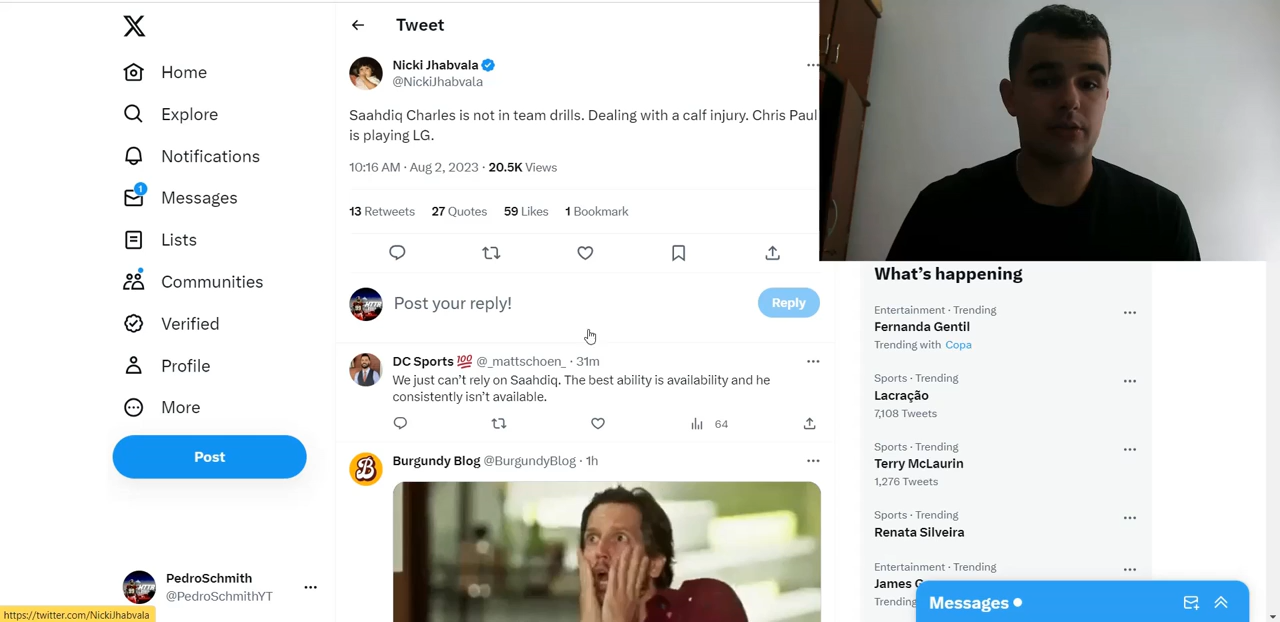 Tweet
Home
Explore
Notifications
1
Messages
Lists
Communities
Verified
Profile
More
Post
PedroSchmith
@PedroSchmithYT
https://twitter.com/NickiJhabvala
Nicki Jhabvala
@NickiJhabvala
Saahdiq Charles is not in team drills. Dealing with a calf injury. Chris Paul
is playing LG.
10:16 AM · Aug 2, 2023 · 20.5K Views
13 Retweets 27 Quotes 59 Likes 1 Bookmark
Post your reply!
Reply
DC Sports 💯 @_mattschoen_ · 31m
We just can’t rely on Saahdiq. The best ability is availability and he
consistently isn’t available.
64
Burgundy Blog @BurgundyBlog · 1h
What’s happening
Entertainment · Trending
Fernanda Gentil
Trending with Copa
Sports · Trending
Lacração
7,108 Tweets
Sports · Trending
Terry McLaurin
1,276 Tweets
Sports · Trending
Renata Silveira
Entertainment · Trending
James G
Trending
Messages